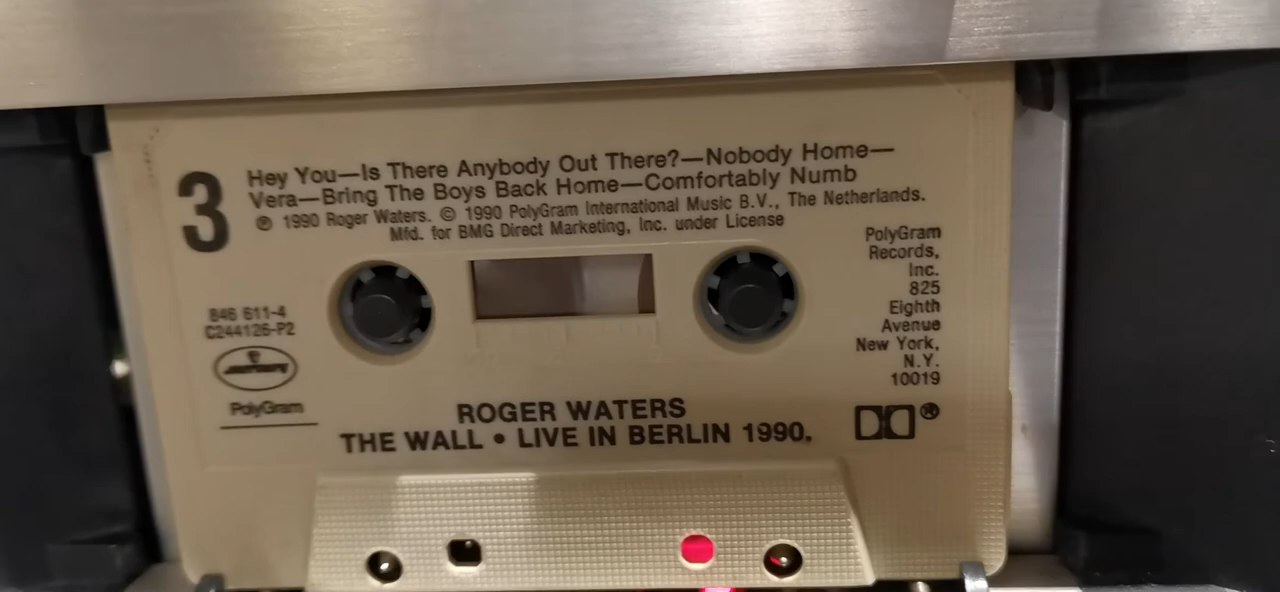 3
Hey You—Is There Anybody Out There?—Nobody Home—
Vera—Bring The Boys Back Home—Comfortably Numb
℗ 1990 Roger Waters. © 1990 PolyGram International Music B.V., The Netherlands.
Mfd. for BMG Direct Marketing, Inc. under License
846 611-4
C244126-P2
mercury
PolyGram
PolyGram
Records,
Inc.
825
Eighth
Avenue
New York,
N.Y.
10019
ROGER WATERS
THE WALL • LIVE IN BERLIN 1990.
®